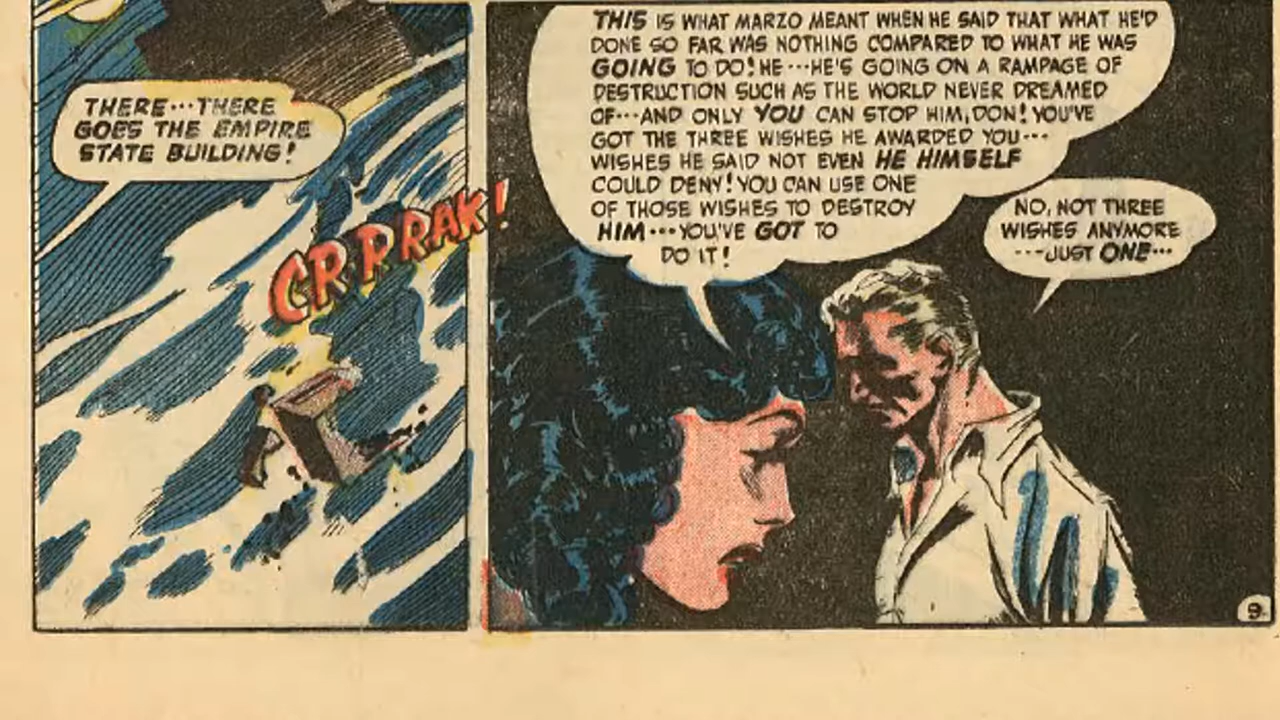 THERE···THERE
GOES THE EMPIRE
STATE BUILDING!
CRRRRAK!
THIS IS WHAT MARZO MEANT WHEN HE SAID THAT WHAT HE'D
DONE SO FAR WAS NOTHING COMPARED TO WHAT HE WAS
GOING TO DO! HE···HE'S GOING ON A RAMPAGE OF
DESTRUCTION SUCH AS THE WORLD NEVER DREAMED
OF···AND ONLY YOU CAN STOP HIM, DON! YOU'VE
GOT THE THREE WISHES HE AWARDED YOU···
WISHES HE SAID NOT EVEN HE HIMSELF
COULD DENY! YOU CAN USE ONE
OF THOSE WISHES TO DESTROY
HIM···YOU'VE GOT TO
DO IT!
NO, NOT THREE
WISHES ANYMORE
···JUST ONE···
9